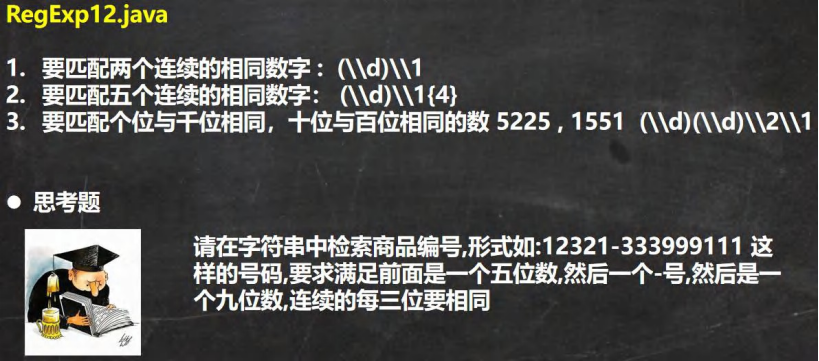 RegExp12.java
1. 要匹配两个连续的相同数字 : (\\d)\\1
2. 要匹配五个连续的相同数字: (\\d)\\1{4}
3. 要匹配个位与千位相同，十位与百位相同的数 5225 , 1551 (\\d)(\\d)\\2\\1
● 思考题
请在字符串中检索商品编号,形式如:12321-333999111 这
样的号码,要求满足前面是一个五位数,然后一个-号,然后是一
个九位数,连续的每三位要相同